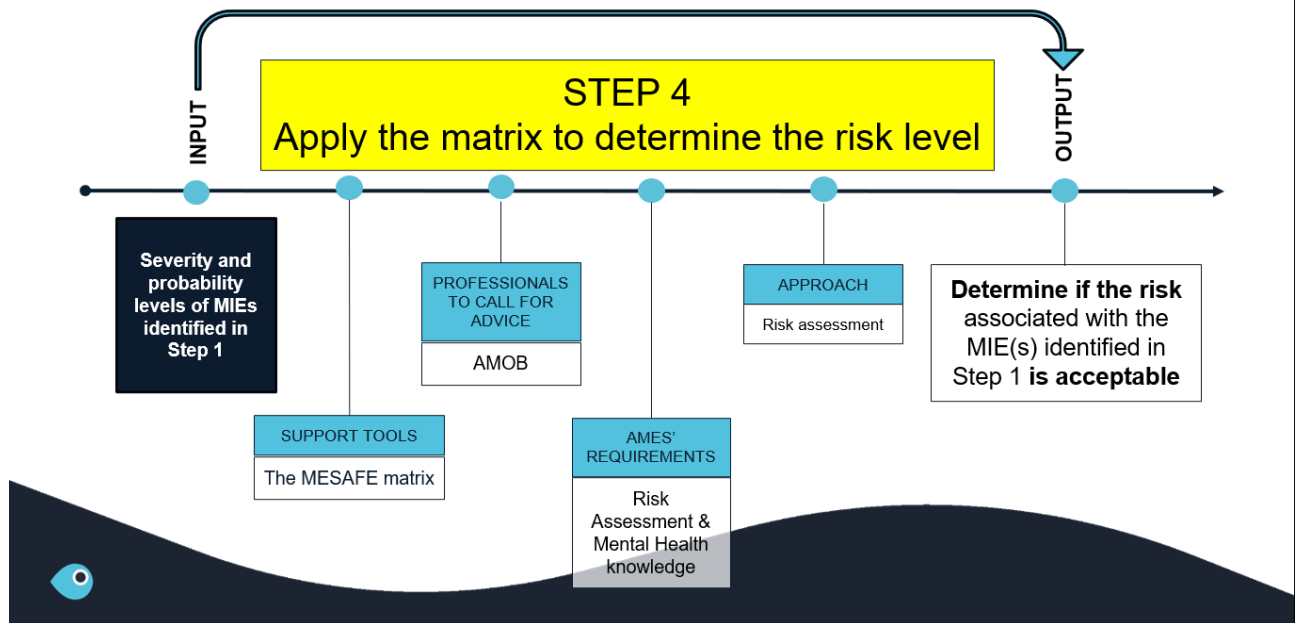 STEP 4
Apply the matrix to determine the risk level
INPUT
OUTPUT
Severity and
probability
levels of MIEs
identified in
Step 1
SUPPORT TOOLS
The MESAFE matrix
PROFESSIONALS
TO CALL FOR
ADVICE
AMOB
AMES'
REQUIREMENTS
Risk
Assessment &
Mental Health
knowledge
APPROACH
Risk assessment
Determine if the risk
associated with the
MIE(s) identified in
Step 1 is acceptable